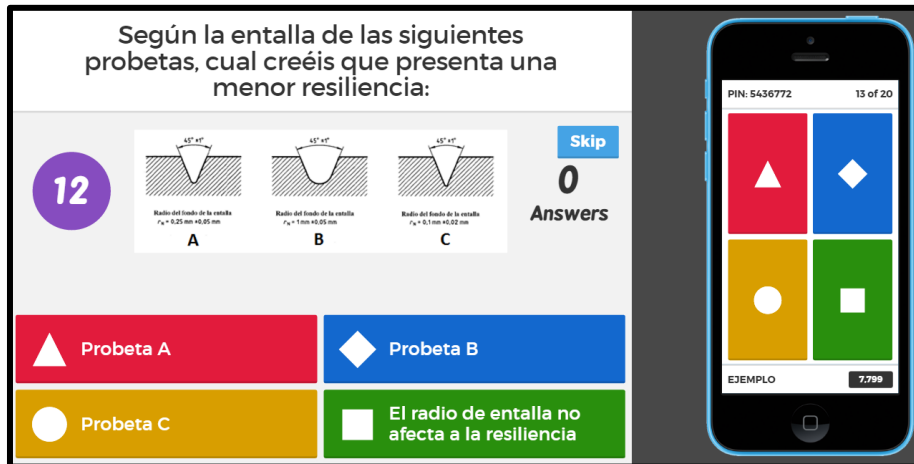 Según la entalla de las siguientes
probetas, cual creéis que presenta una
menor resiliencia:
12
45° ±1°
45° ±1°
45° ±1°
Radio del fondo de la entalla
rN = 0,25 mm ±0,05 mm
A
Radio del fondo de la entalla
rN = 1 mm ±0,05 mm
B
Radio del fondo de la entalla
rN = 0,1 mm ±0,02 mm
C
Skip
0
Answers
Probeta A
Probeta B
Probeta C
El radio de entalla no
afecta a la resiliencia
PIN: 5436772 13 of 20
EJEMPLO 7,799